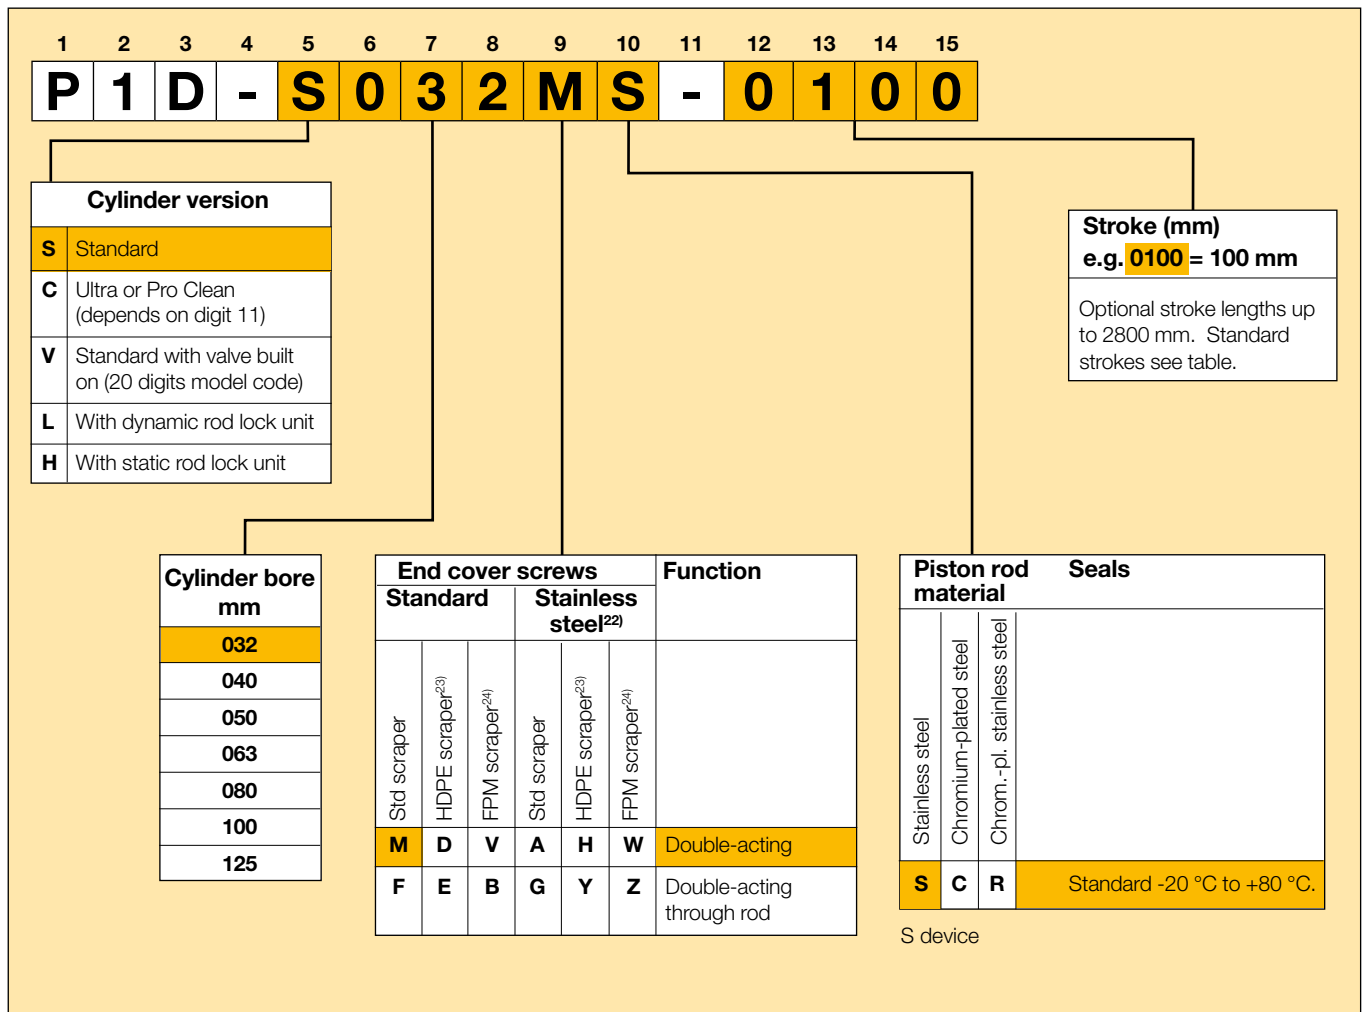 1 2 3 4 5 6 7 8 9 10 11 12 13 14 15
P 1 D - S 0 3 2 M S - 0 1 0 0
Cylinder version
S Standard
C Ultra or Pro Clean
(depends on digit 11)
V Standard with valve built
on (20 digits model code)
L With dynamic rod lock unit
H With static rod lock unit
Stroke (mm)
e.g. 0100 = 100 mm
Optional stroke lengths up
to 2800 mm. Standard
strokes see table.
Cylinder bore
mm
032
040
050
063
080
100
125
End cover screws
Function
Standard
Stainless
steel22)
Std scraper
HDPE scraper23)
FPM scraper24)
Std scraper
HDPE scraper23)
FPM scraper24)
M D V A H W Double-acting
F E B G Y Z Double-acting
through rod
Piston rod
material
Seals
Stainless steel
Chromium-plated steel
Chrom.-pl. stainless steel
S C R Standard -20 °C to +80 °C.
S device